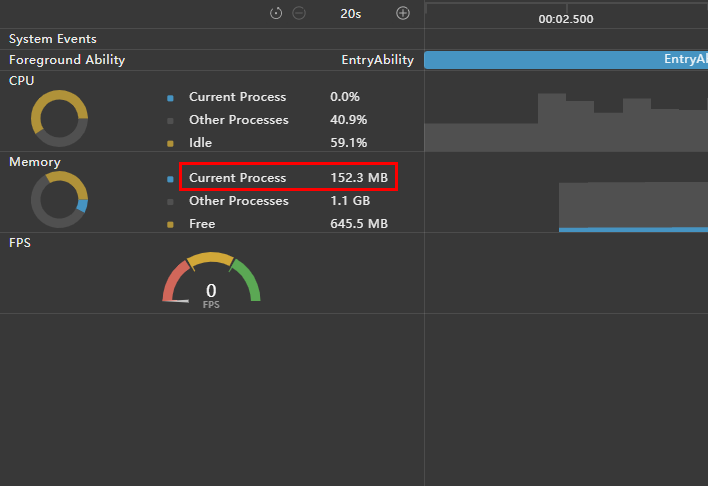 20s
00:02.500
System Events
Foreground Ability EntryAbility
EntryAb
CPU
Current Process 0.0%
Other Processes 40.9%
Idle 59.1%
Memory
Current Process 152.3 MB
Other Processes 1.1 GB
Free 645.5 MB
FPS
0
FPS